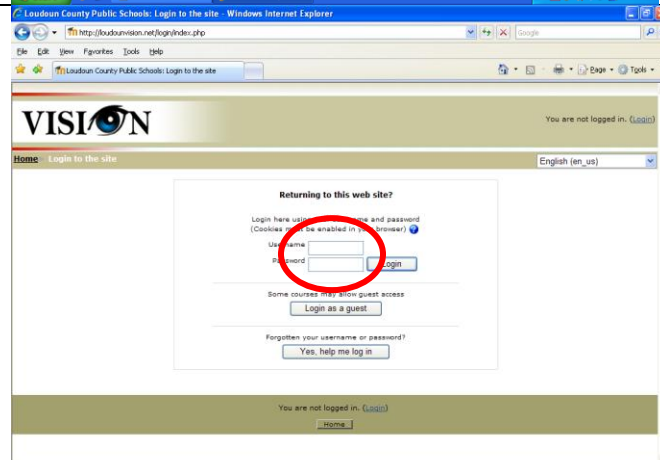 Loudoun County Public Schools: Login to the site - Windows Internet Explorer
http://loudounvision.net/login/index.php
Google
File Edit View Favorites Tools Help
Loudoun County Public Schools: Login to the site
Page
Tools
VISION
You are not logged in. (Login)
Home Login to the site
English (en_us)
Returning to this web site?
Login here using your username and password
(Cookies must be enabled in your browser)
Username
Password
Login
Some courses may allow guest access
Login as a guest
Forgotten your username or password?
Yes, help me log in
You are not logged in. (Login)
Home